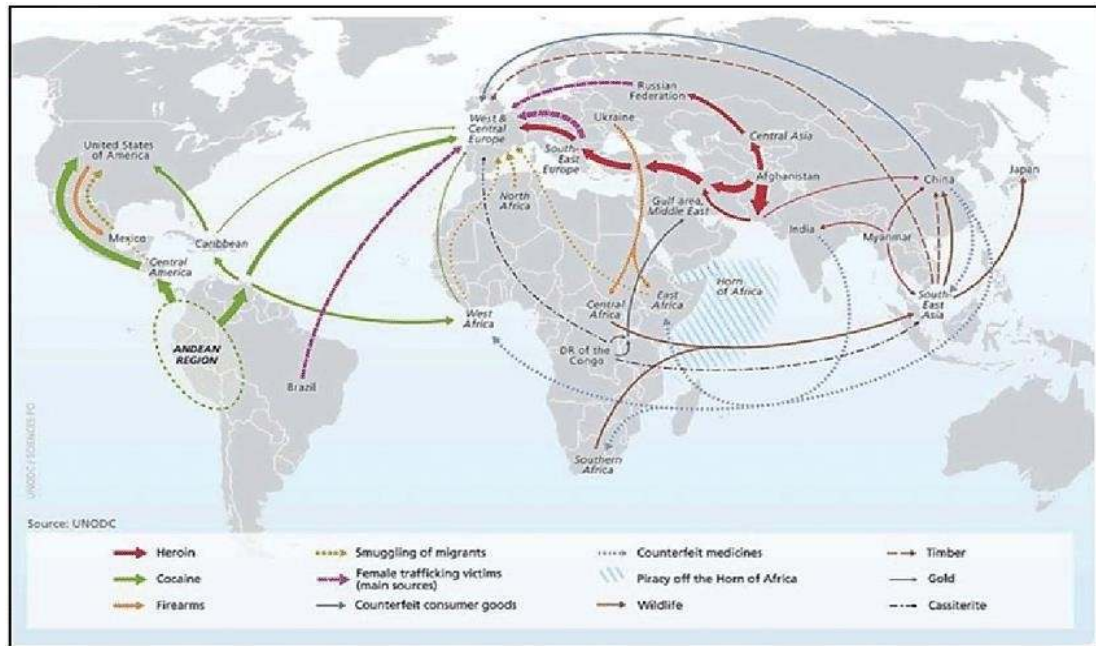 Russian
Federation
Ukraine
West &
Central
Europe
Central Asia
United States
of America
South-
East
Europe
Afghanistan
China
Japan
North
Africa
Gulf area,
Middle East
India
Myanmar
Mexico
Caribbean
Central
America
Horn
of Africa
West
Africa
Central
Africa
East
Africa
South-
East
Asia
ANDEAN
REGION
DR of the
Congo
Brazil
Southern
Africa
UNODC / SCIENCES PO
Source: UNODC
Heroin
Smuggling of migrants
Counterfeit medicines
Timber
Cocaine
Female trafficking victims
(main sources)
Piracy off the Horn of Africa
Gold
Firearms
Counterfeit consumer goods
Wildlife
Cassiterite